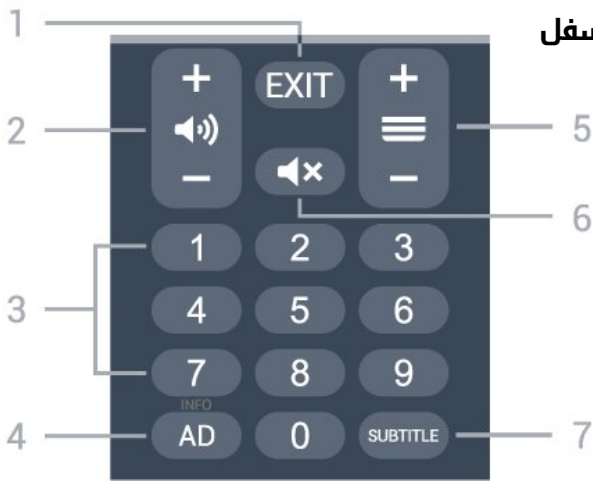 سفل
1
+ EXIT +
2
5
− −
6
1 2 3
3
4 5 6
7 8 9
INFO
4 AD 0 SUBTITLE 7